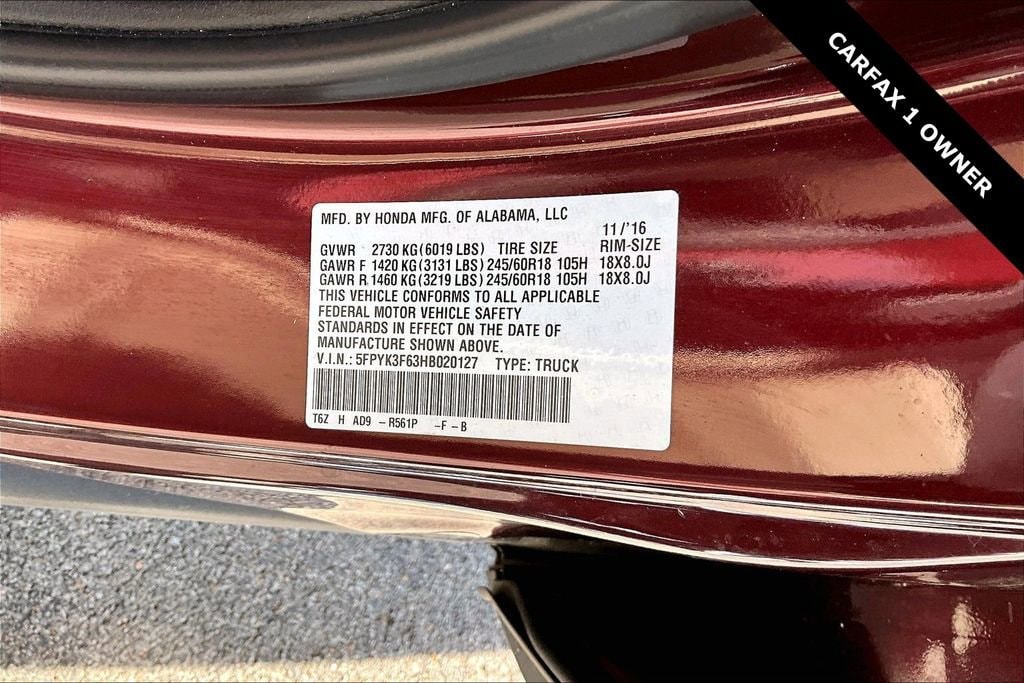 CARFAX 1 OWNER
MFD. BY HONDA MFG. OF ALABAMA, LLC
11/'16
GVWR 2730 KG(6019 LBS) TIRE SIZE RIM-SIZE
GAWR F 1420 KG(3131 LBS) 245/60R18 105H 18X8.0J
GAWR R 1460 KG(3219 LBS) 245/60R18 105H 18X8.0J
THIS VEHICLE CONFORMS TO ALL APPLICABLE
FEDERAL MOTOR VEHICLE SAFETY
STANDARDS IN EFFECT ON THE DATE OF
MANUFACTURE SHOWN ABOVE.
V.I.N.: 5FPYK3F63HB020127 TYPE: TRUCK
T6Z H AD9 -R561P -F-B